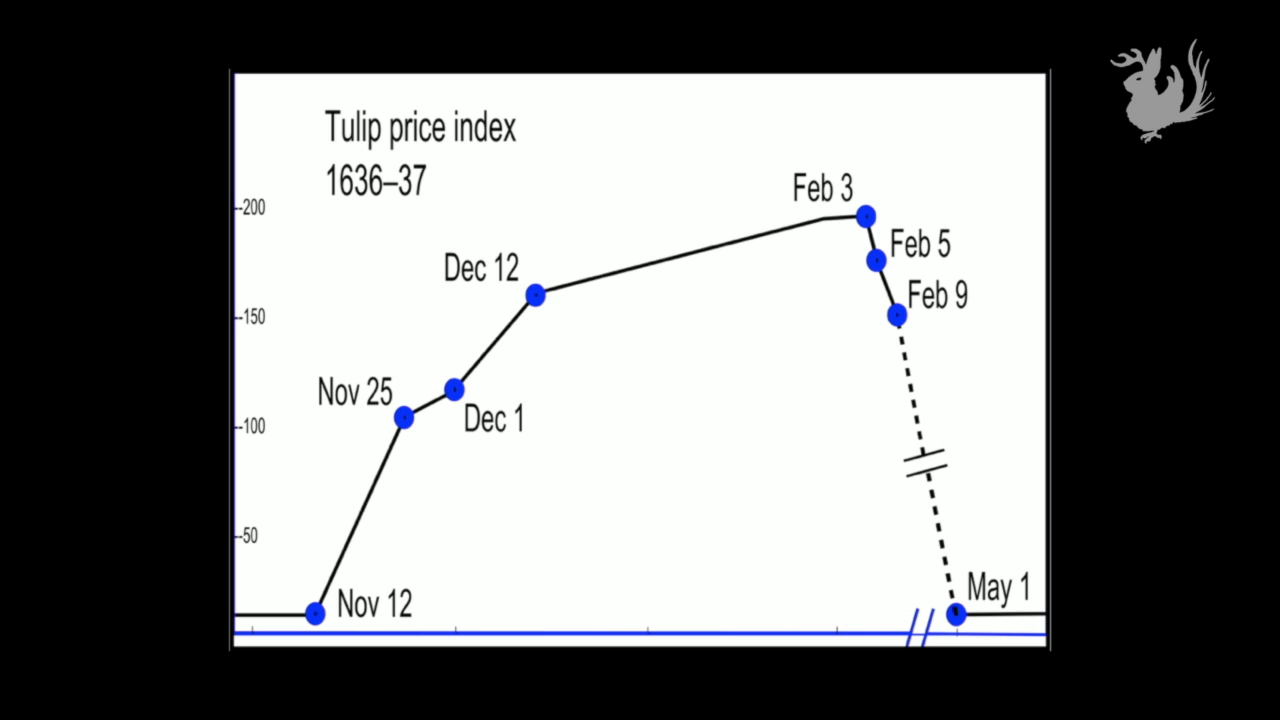 Tulip price index
1636–37
Feb 3
-200
Feb 5
Dec 12
Feb 9
-150
Nov 25
Dec 1
-100
-50
May 1
Nov 12